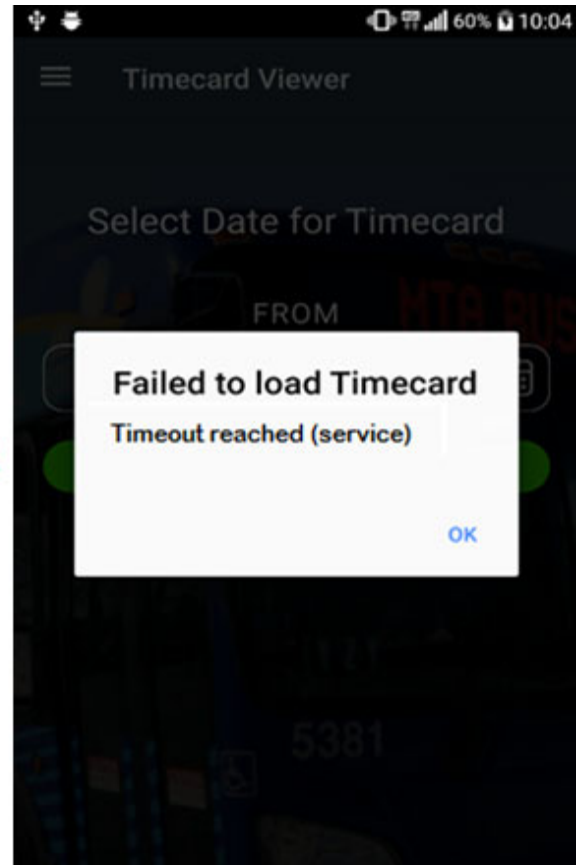 60% 10:04
Timecard Viewer
Select Date for Timecard
FROM
MTA BUS
Failed to load Timecard
Timeout reached (service)
OK
5381